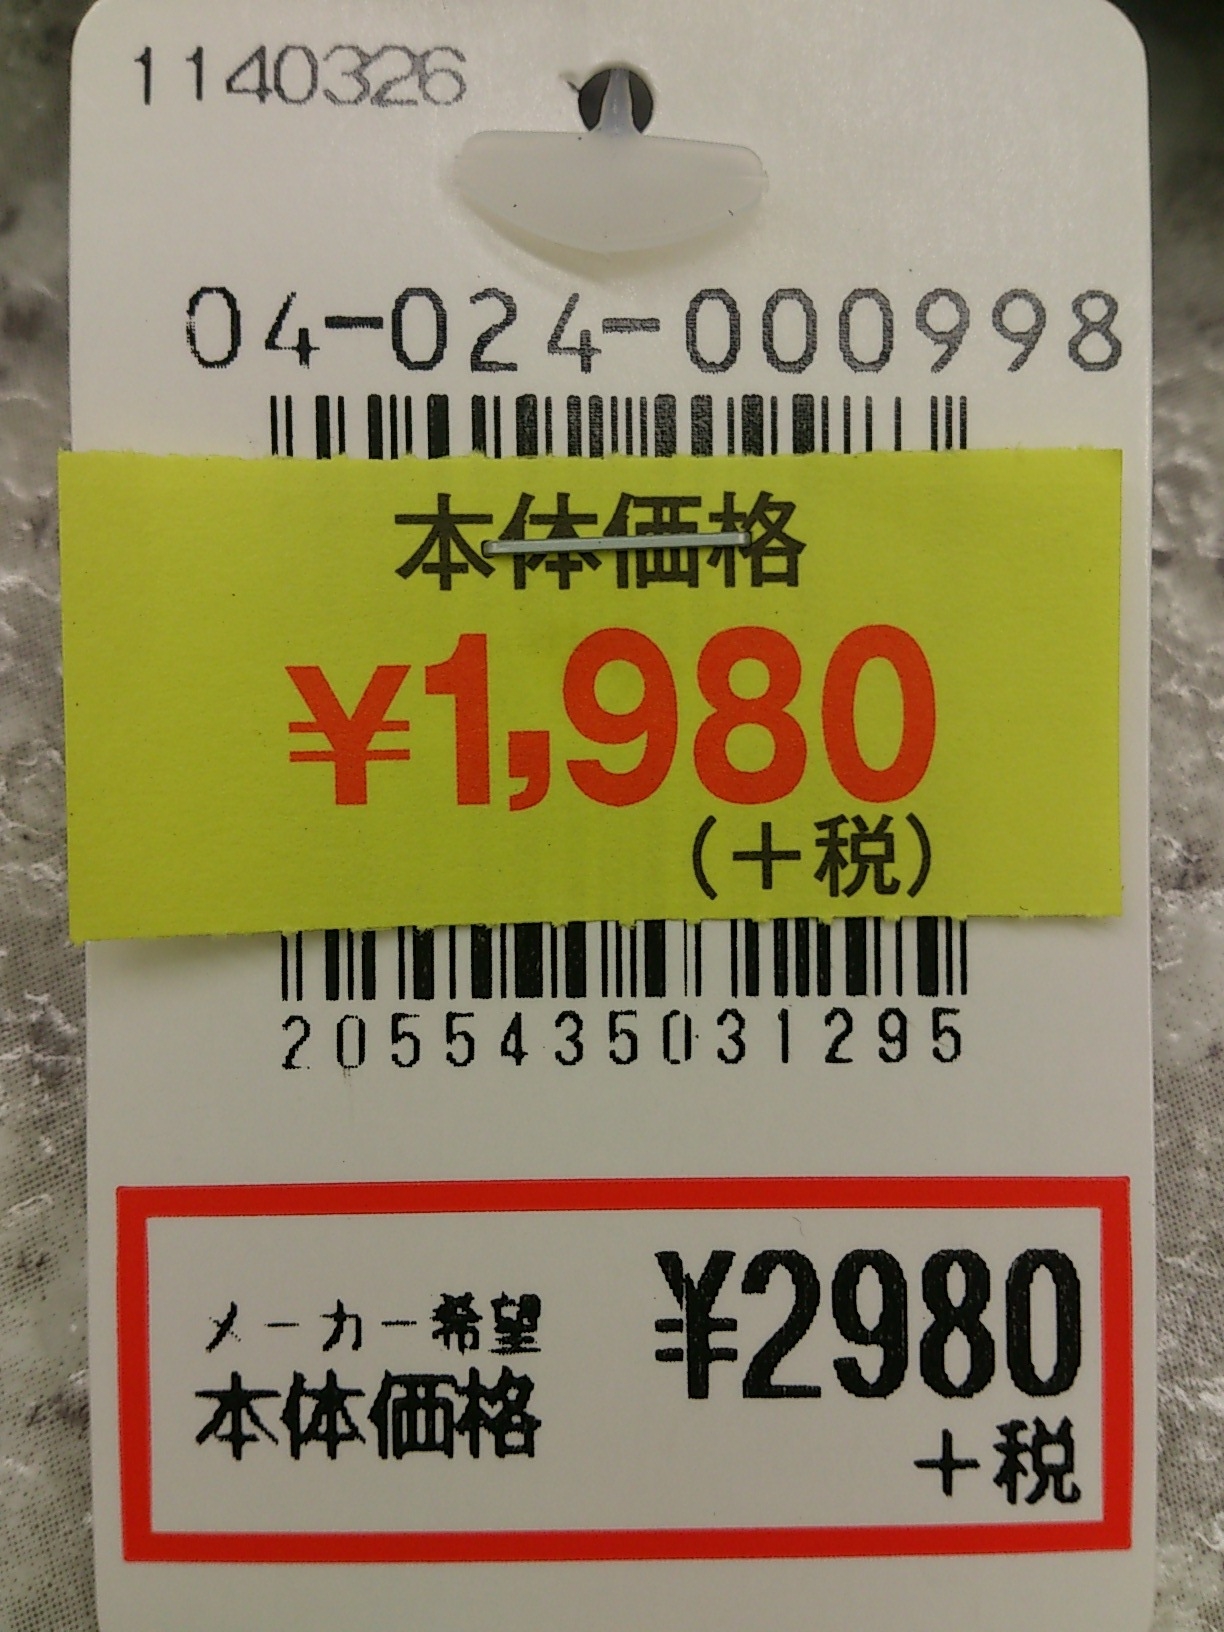 1140326
04-024-000998
本体価格
¥1,980
(+税)
2055435031295
メーカー希望
本体価格
¥2980
+税